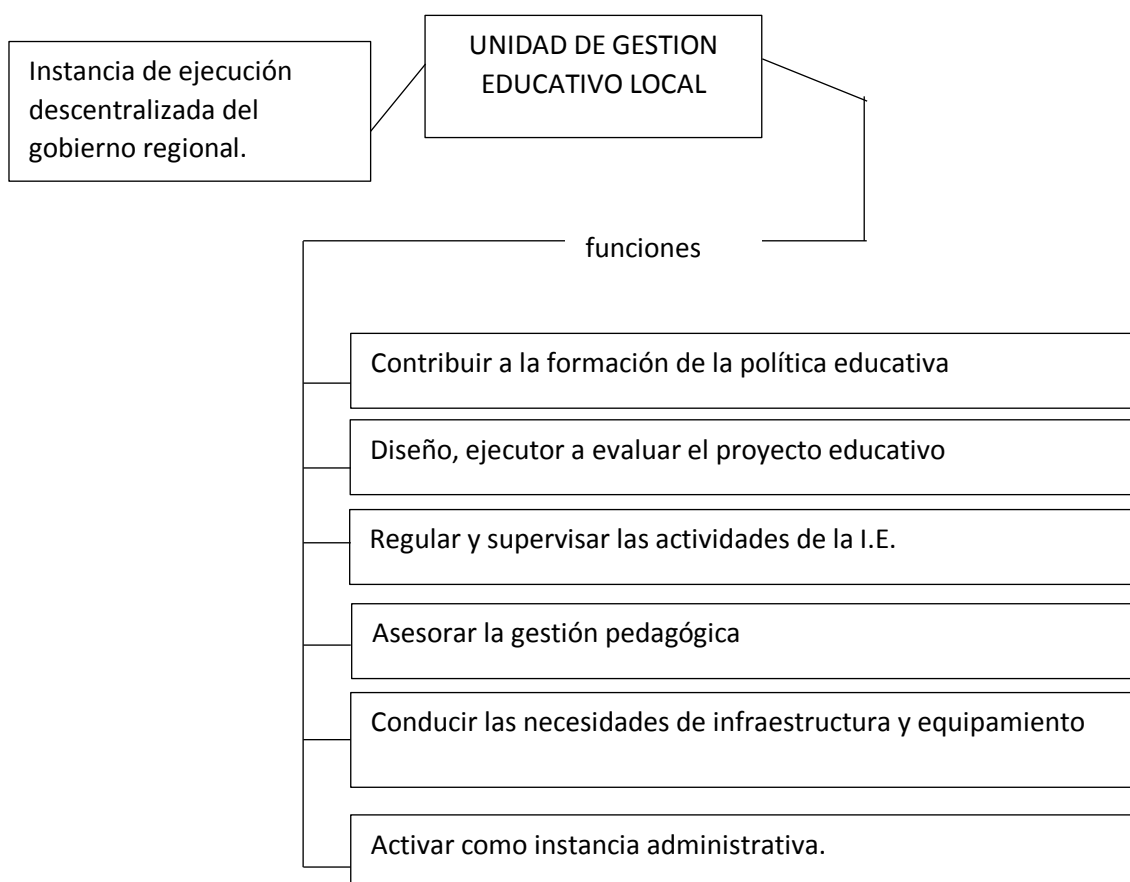 UNIDAD DE GESTION
EDUCATIVO LOCAL
Instancia de ejecución
descentralizada del
gobierno regional.
funciones
Contribuir a la formación de la política educativa
Diseño, ejecutor a evaluar el proyecto educativo
Regular y supervisar las actividades de la I.E.
Asesorar la gestión pedagógica
Conducir las necesidades de infraestructura y equipamiento
Activar como instancia administrativa.